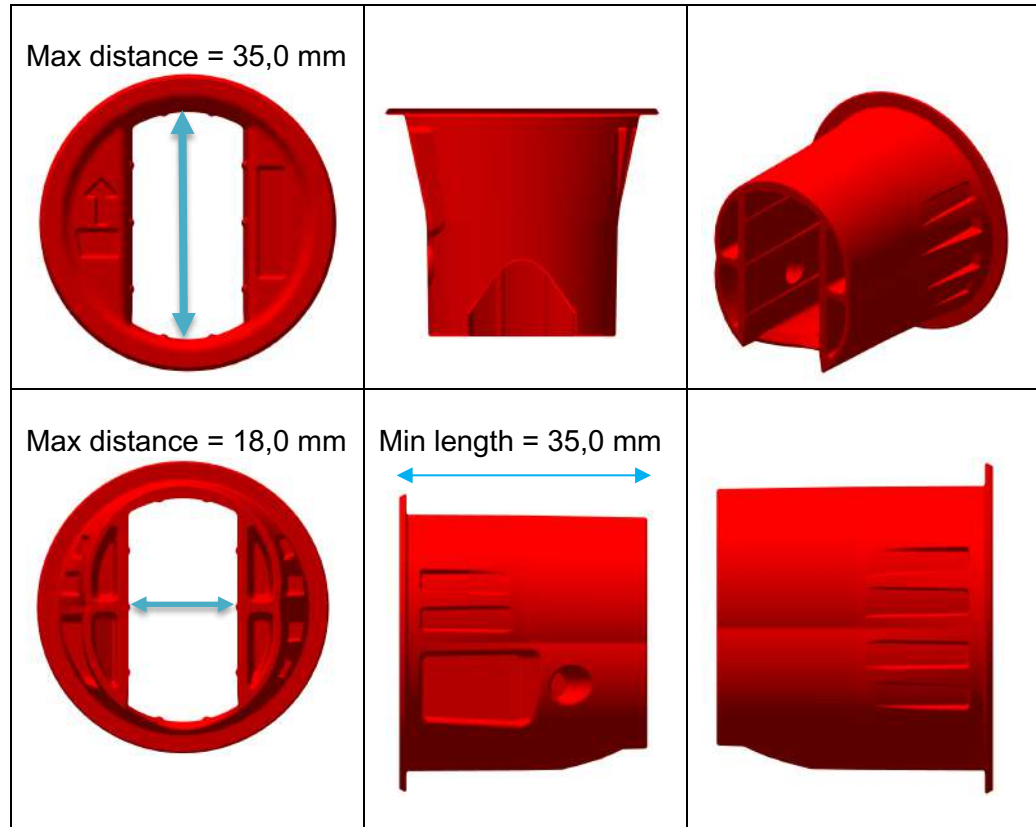 Max distance = 35,0 mm
Max distance = 18,0 mm
Min length = 35,0 mm